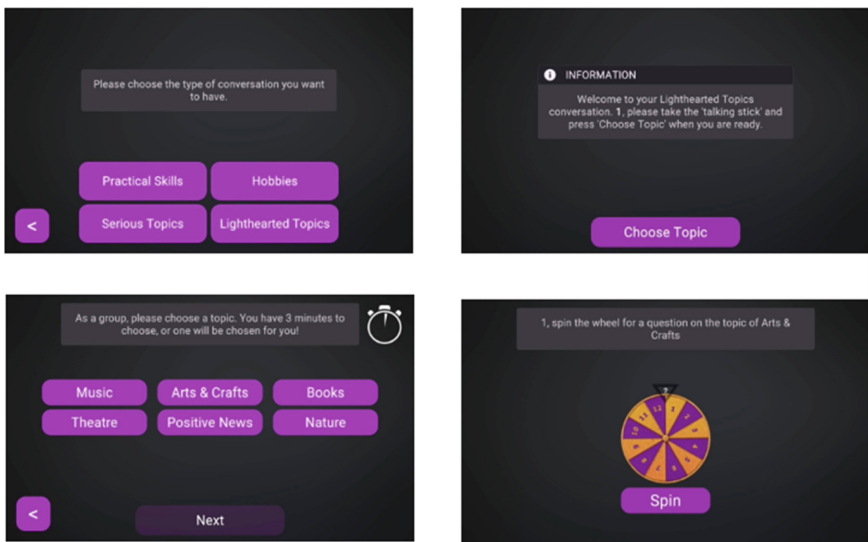 Please choose the type of conversation you want
to have.
Practical Skills
Hobbies
Serious Topics
Lighthearted Topics
<
INFORMATION
Welcome to your Lighthearted Topics
conversation. 1, please take the 'talking stick' and
press 'Choose Topic' when you are ready.
Choose Topic
As a group, please choose a topic. You have 3 minutes to
choose, or one will be chosen for you!
Music
Arts & Crafts
Books
Theatre
Positive News
Nature
<
Next
1, spin the wheel for a question on the topic of Arts &
Crafts
12
1
11
10
Spin